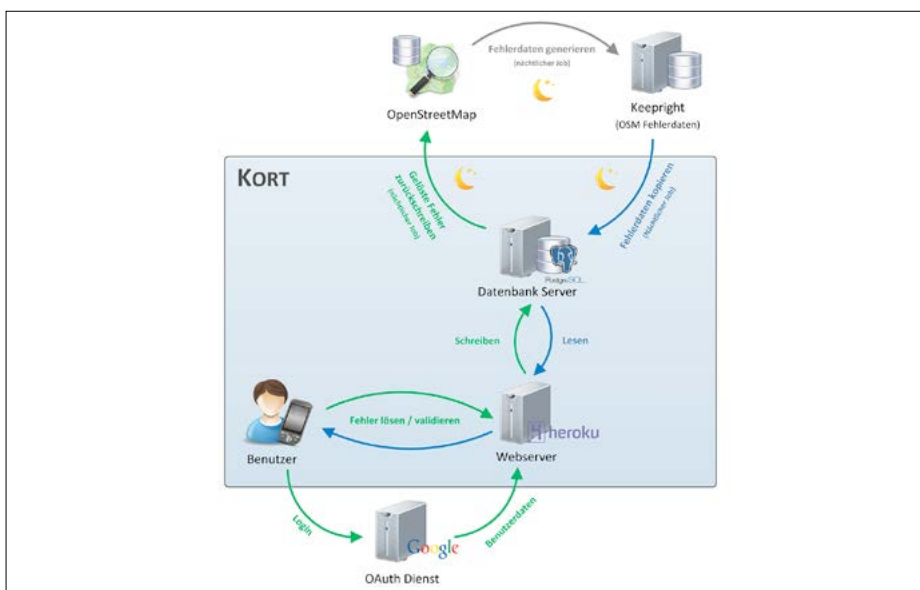 Fehlerdaten generieren
(nächtlicher Job)
OpenStreetMap
Keepright
(OSM Fehlerdaten)
KORT
Gelöste Fehler
zurückschreiben
(nächtlicher Job)
Fehlerdaten kopieren
(Nächtlicher Job)
PostgreSQL
Datenbank Server
Schreiben
Lesen
Fehler lösen / validieren
heroku
Benutzer
Webserver
Login
Benutzerdaten
Google
OAuth Dienst